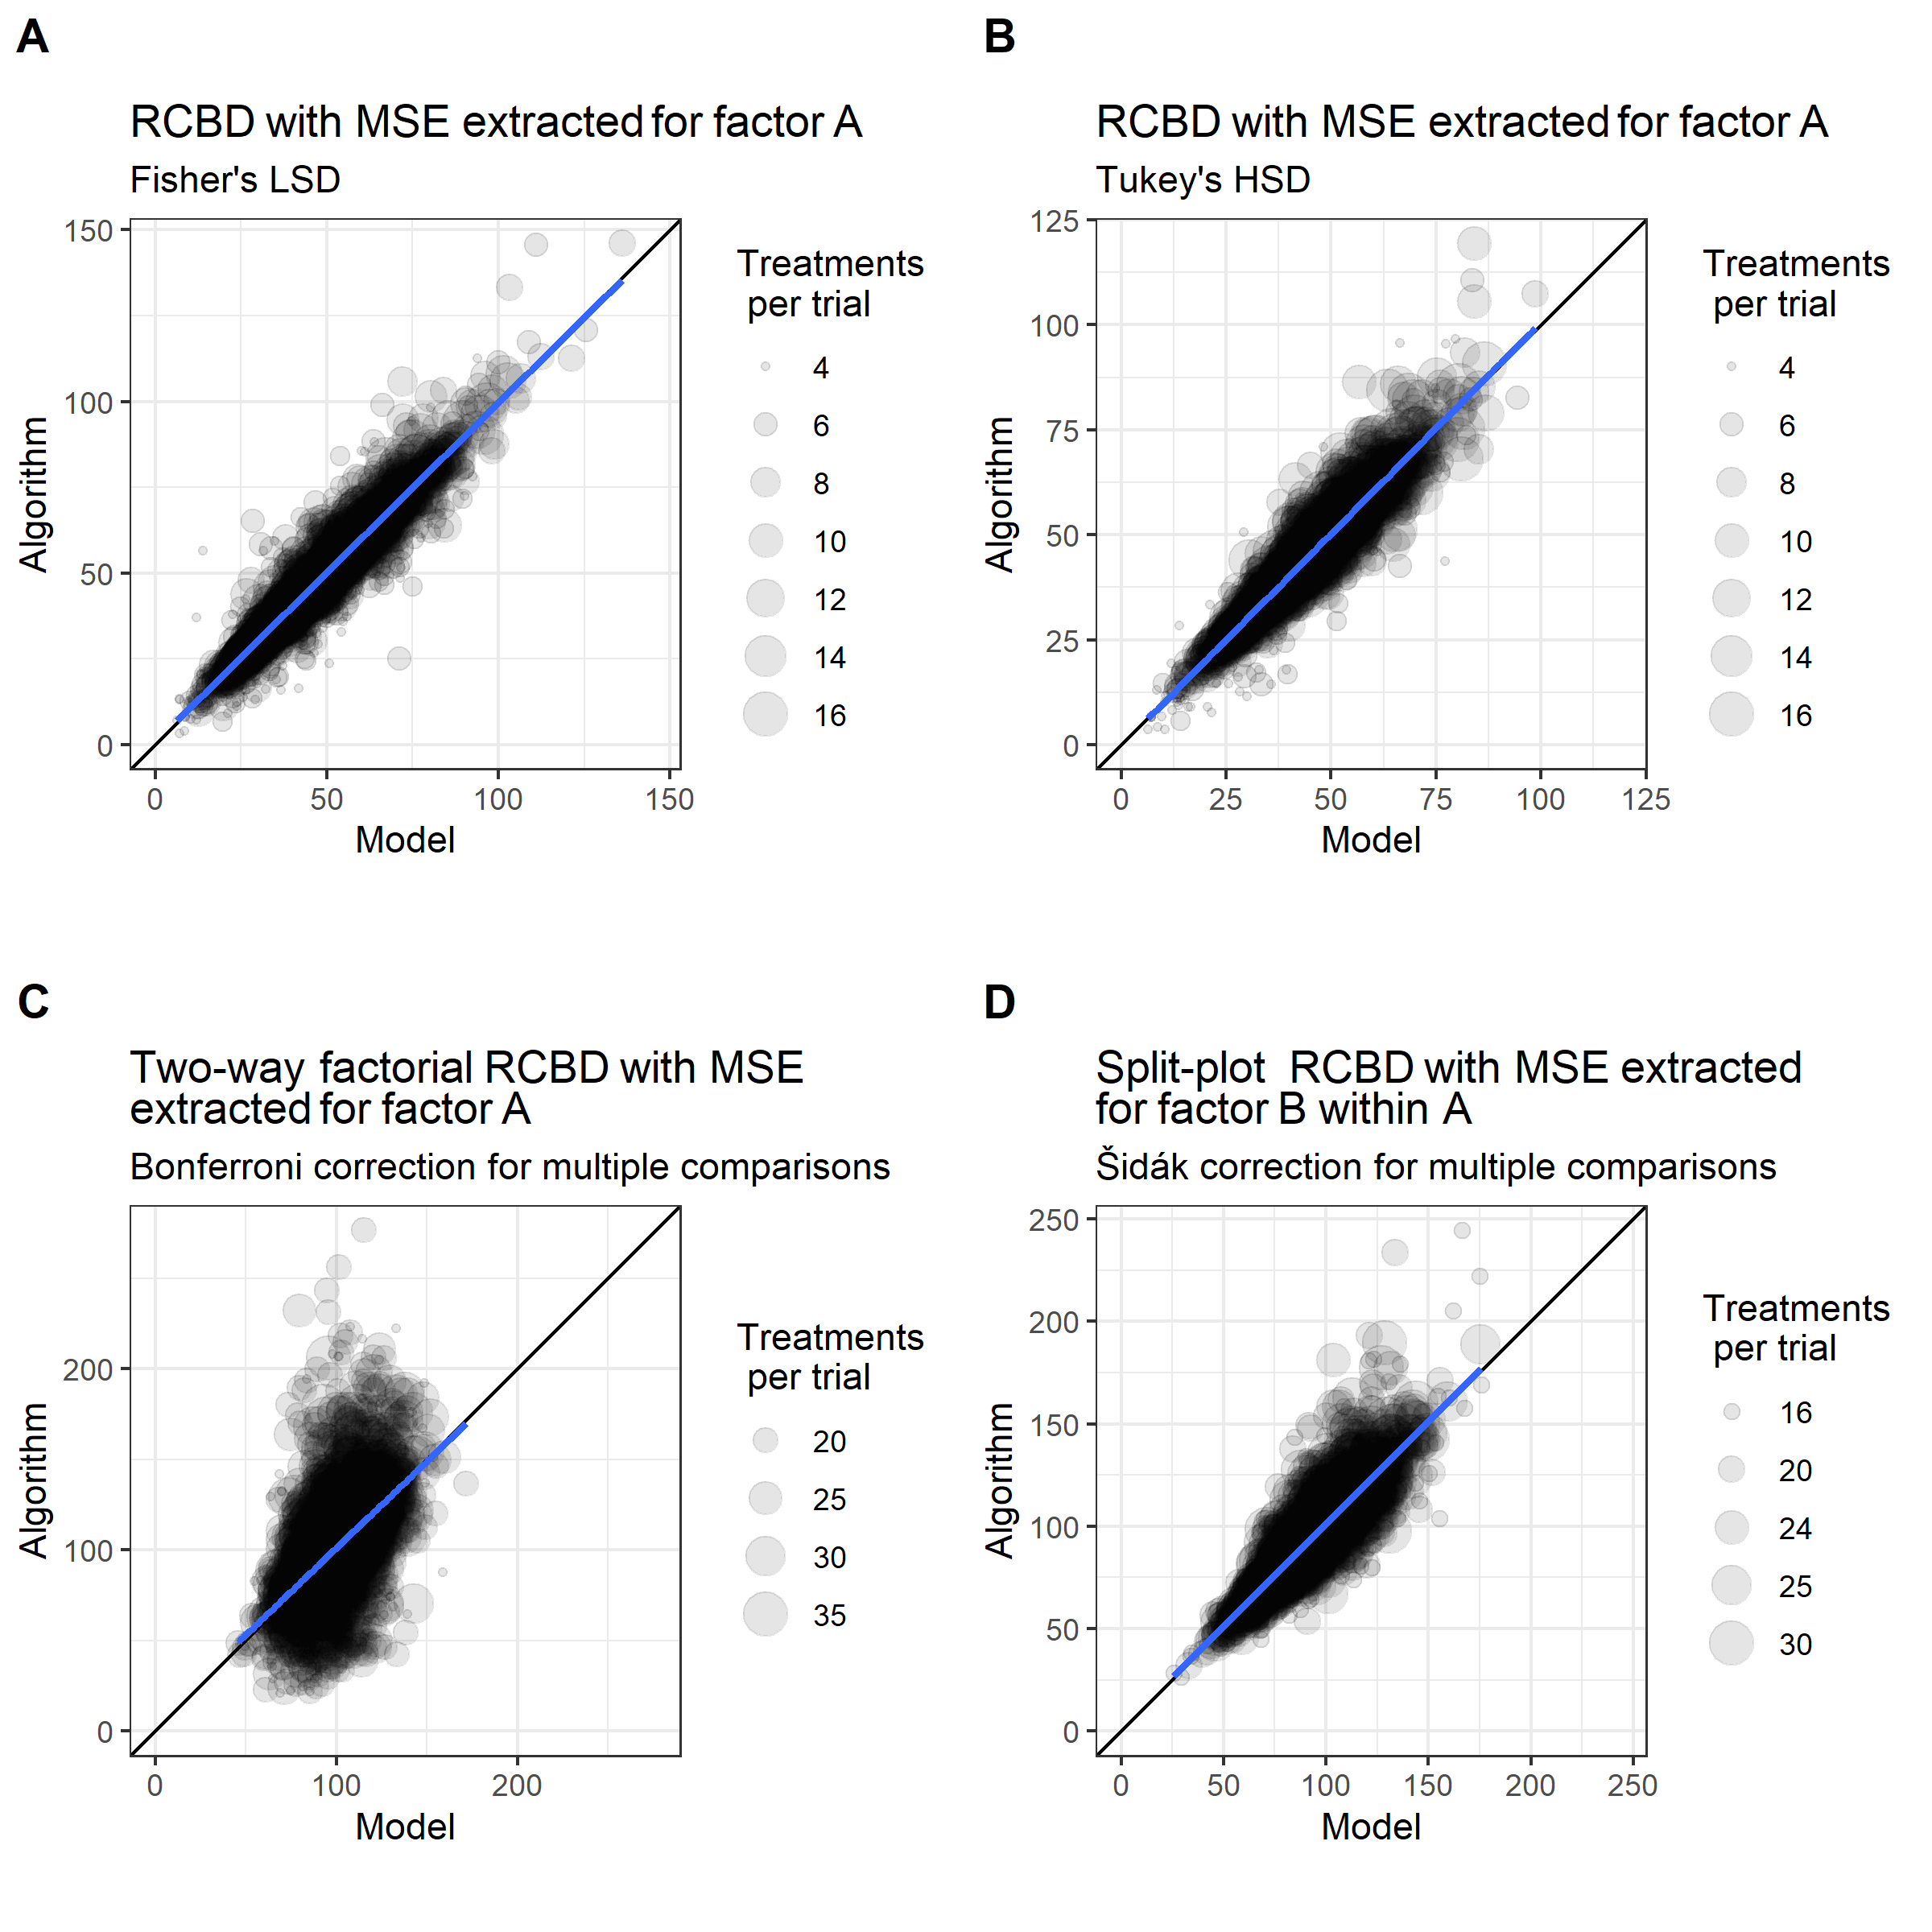 A
RCBD with MSE extracted for factor A
Fisher's LSD
150
100
50
0
0 50 100 150
Algorithm
Model
Treatments
per trial
4
6
8
10
12
14
16
B
RCBD with MSE extracted for factor A
Tukey's HSD
125
100
75
50
25
0
0 25 50 75 100 125
Algorithm
Model
Treatments
per trial
4
6
8
10
12
14
16
C
Two-way factorial RCBD with MSE
extracted for factor A
Bonferroni correction for multiple comparisons
200
100
0
0 100 200
Algorithm
Model
Treatments
per trial
20
25
30
35
D
Split-plot RCBD with MSE extracted
for factor B within A
Šidák correction for multiple comparisons
250
200
150
100
50
0
0 50 100 150 200 250
Algorithm
Model
Treatments
per trial
16
20
24
25
30